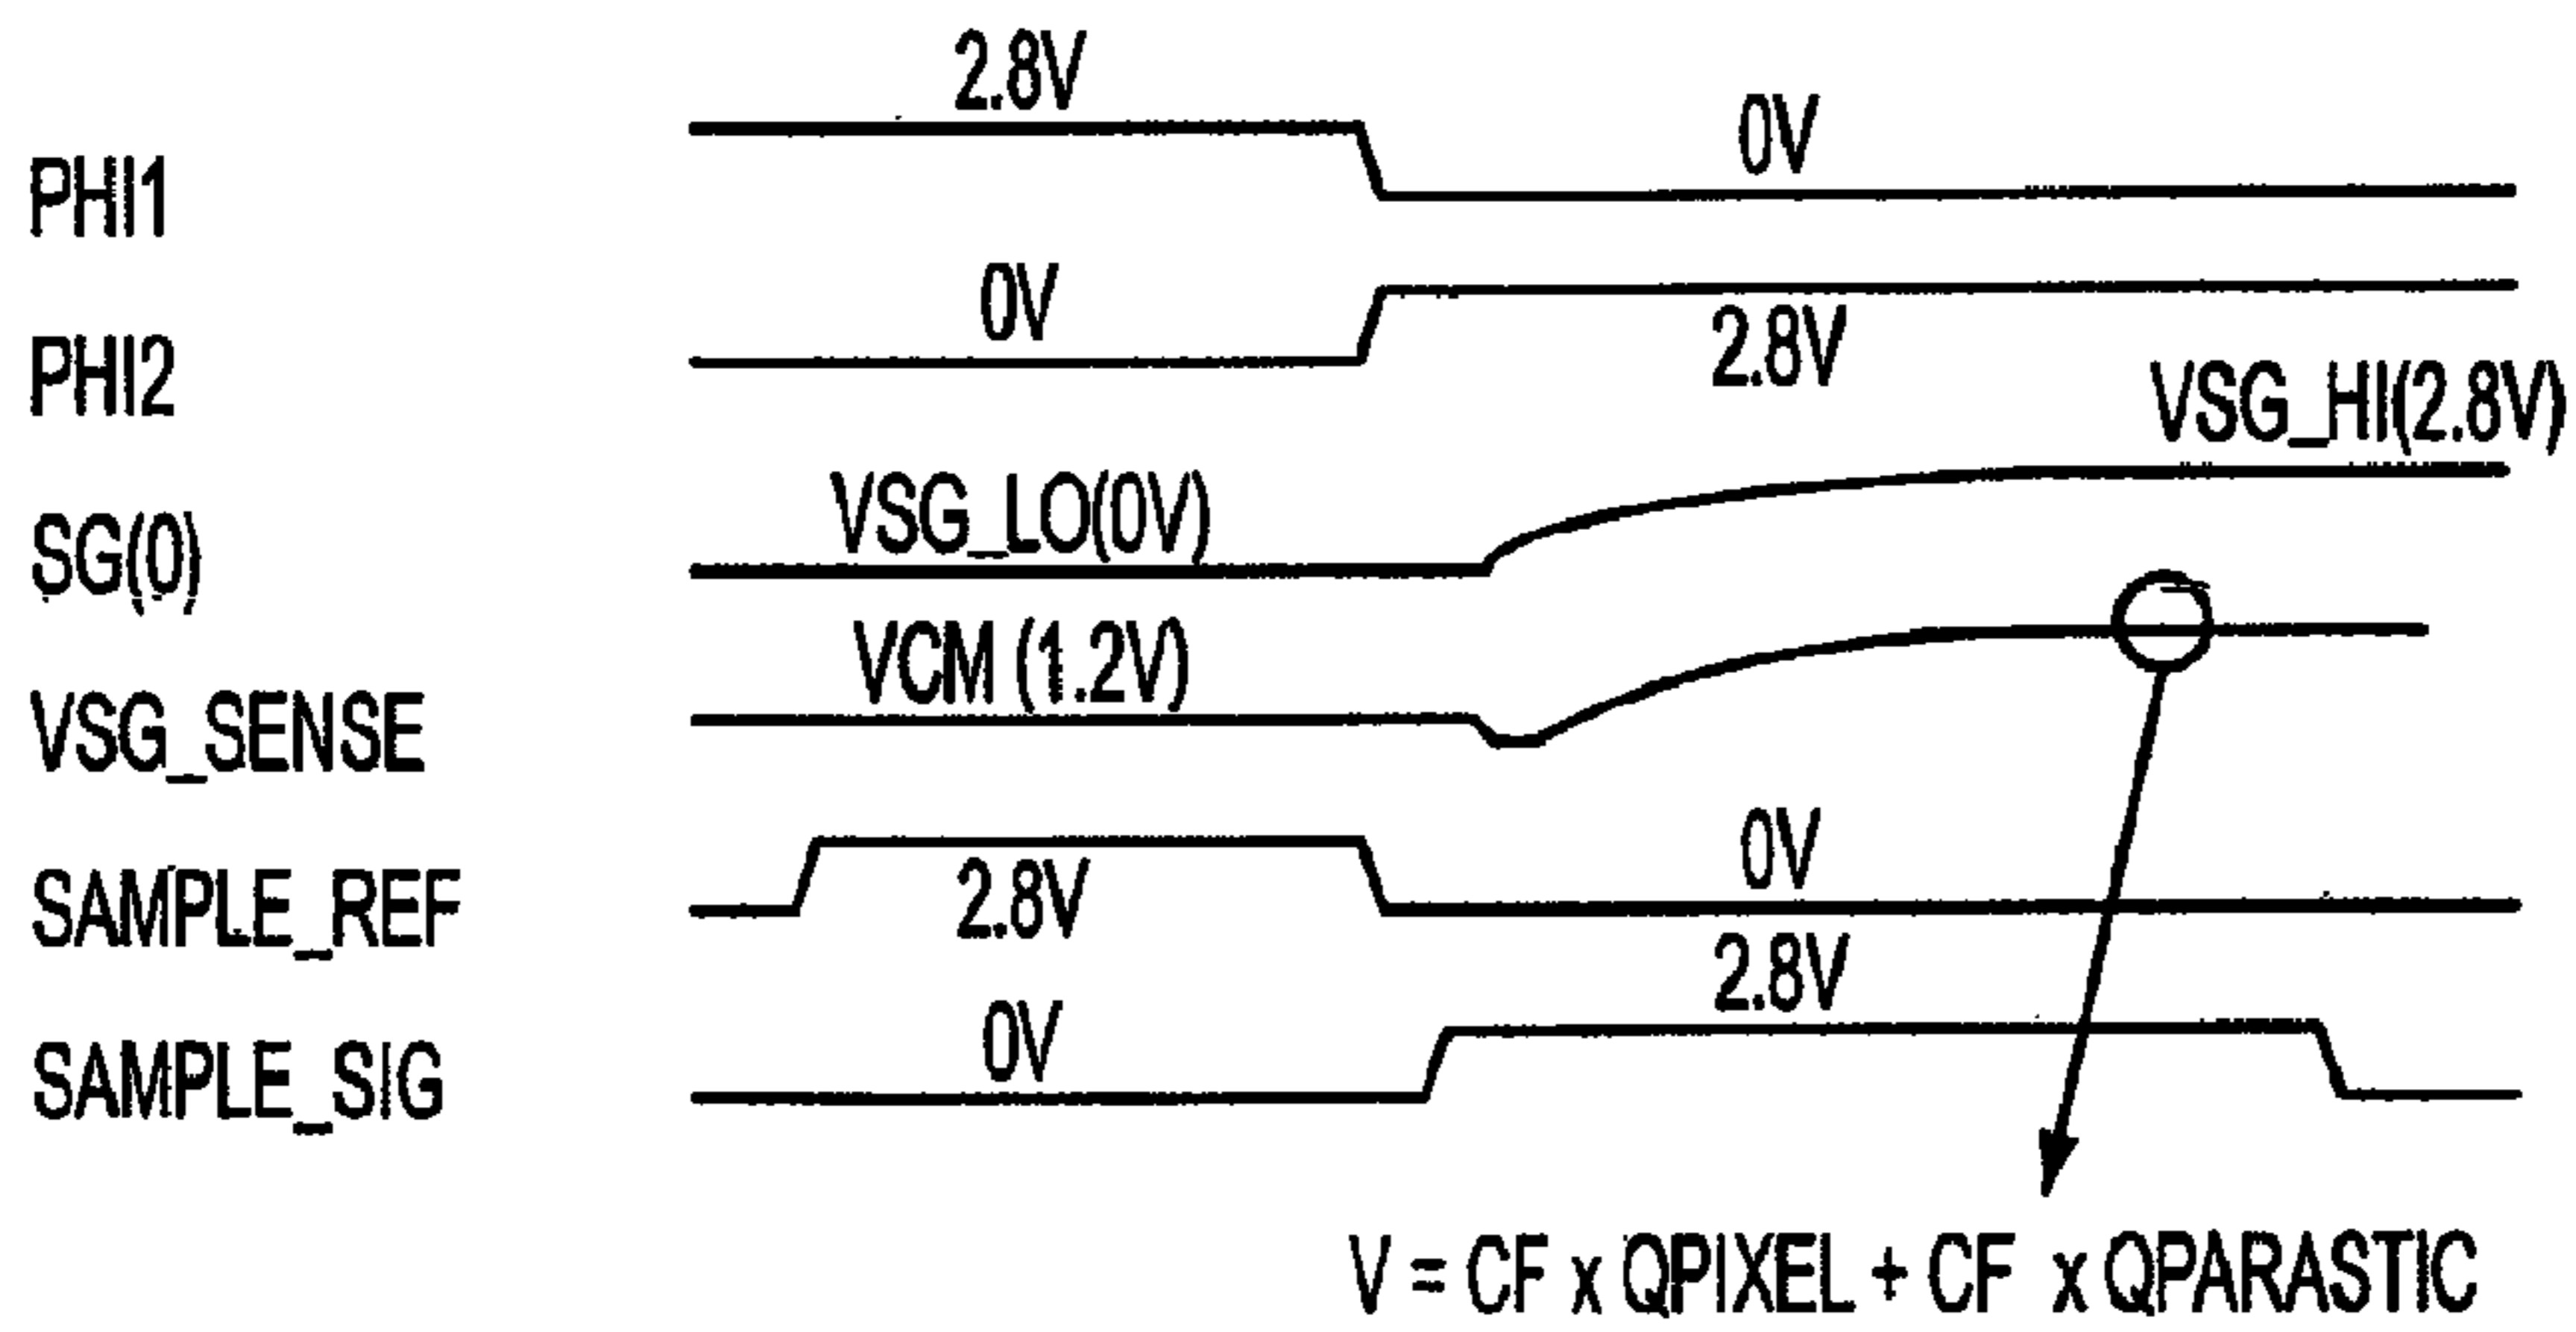 2.8V
0V
PHI1
0V
PHI2
2.8V
VSG_HI(2.8V)
VSG_LO(0V)
SG(0)
VCM (1.2V)
VSG_SENSE
0V
SAMPLE_REF
2.8V
2.8V
0V
SAMPLE_SIG
V = CF x QPIXEL + CF x QPARASTIC